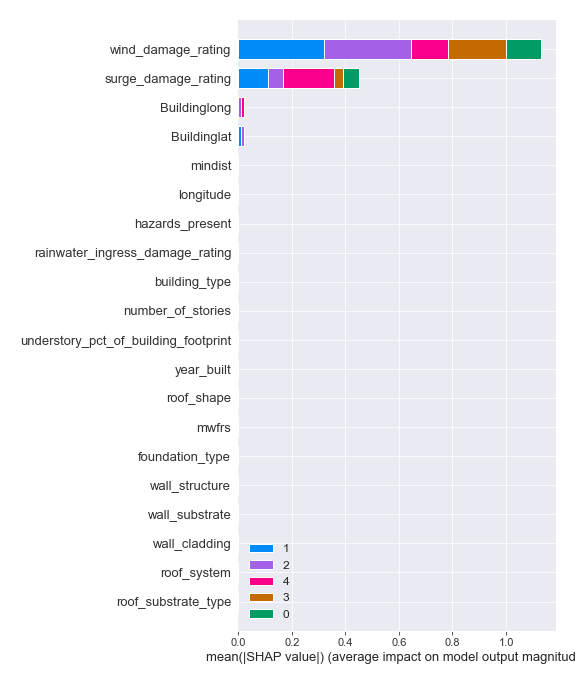 wind_damage_rating
surge_damage_rating
Buildinglong
Buildinglat
mindist
longitude
hazards_present
rainwater_ingress_damage_rating
building_type
number_of_stories
understory_pct_of_building_footprint
year_built
roof_shape
mwfrs
foundation_type
wall_structure
wall_substrate
wall_cladding
roof_system
roof_substrate_type
1
2
4
3
0
0.0 0.2 0.4 0.6 0.8 1.0
mean(|SHAP value|) (average impact on model output magnitud